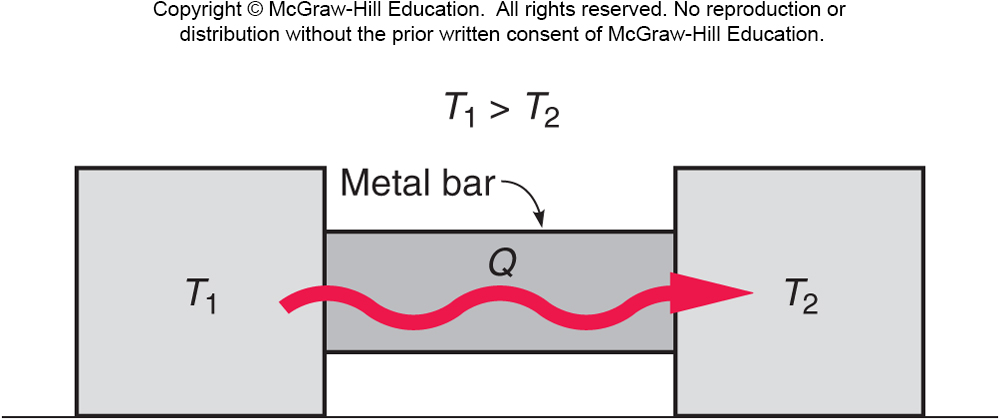 Copyright © McGraw-Hill Education.  All rights reserved. No reproduction or
distribution without the prior written consent of McGraw-Hill Education.
T₁ > T₂
Metal bar
Q
T₁
T₂